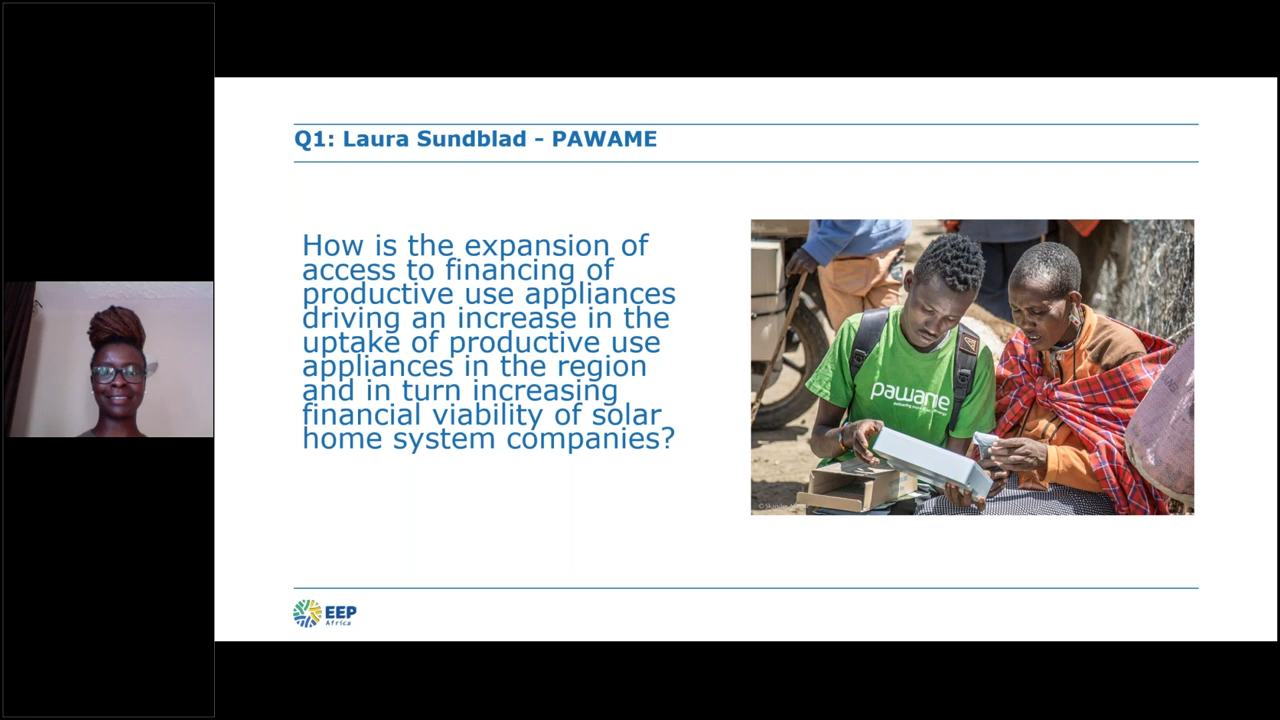 Q1: Laura Sundblad - PAWAME
How is the expansion of
access to financing of
productive use appliances
driving an increase in the
uptake of productive use
appliances in the region
and in turn increasing
financial viability of solar
home system companies?
pawame
EEP
Africa